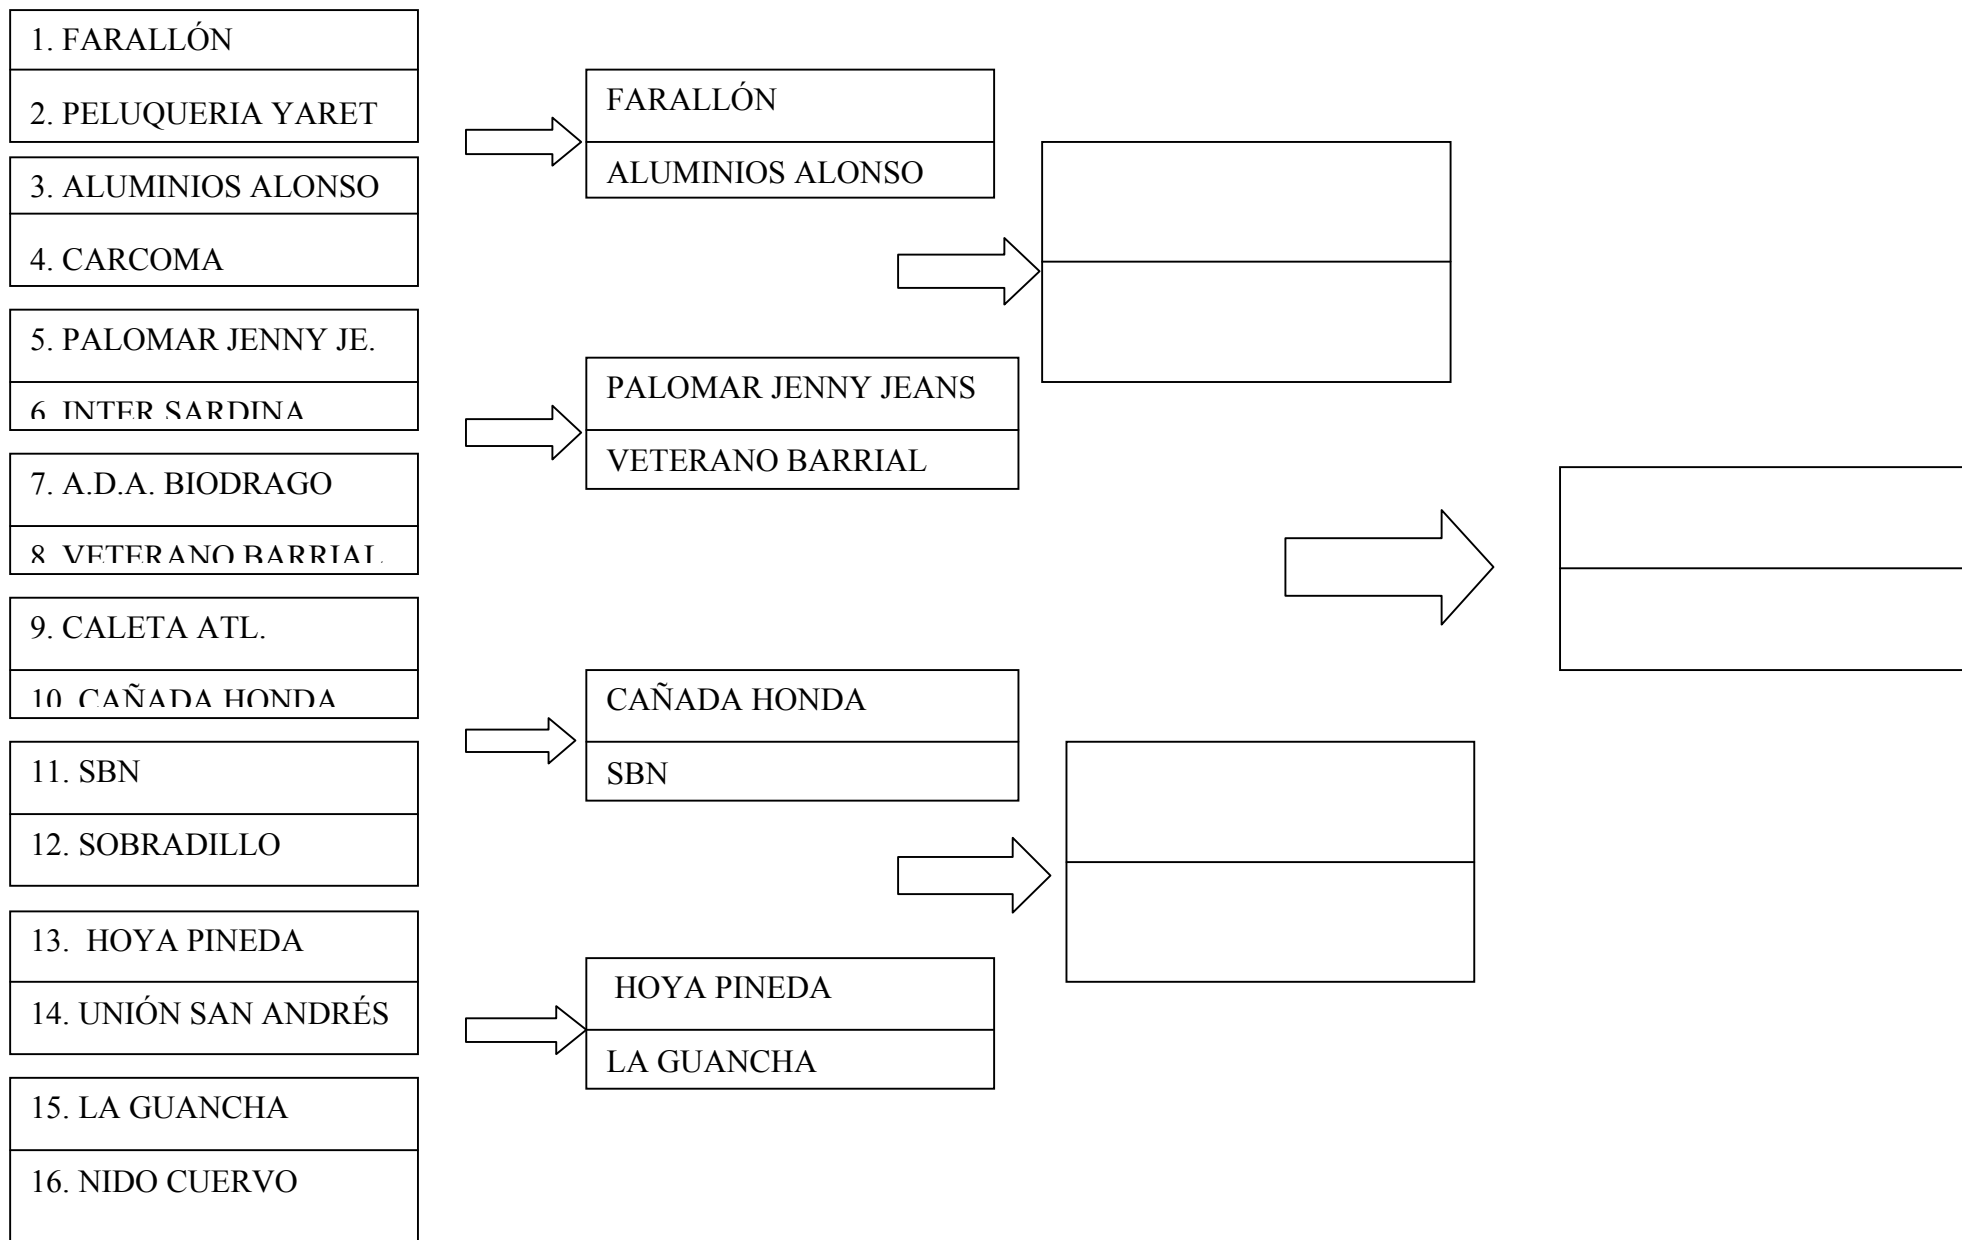 1. FARALLÓN
2. PELUQUERIA YARET
3. ALUMINIOS ALONSO
4. CARCOMA
5. PALOMAR JENNY JE.
6. INTER SARDINA
7. A.D.A. BIODRAGO
8. VETERANO BARRIAL
9. CALETA ATL.
10. CAÑADA HONDA
11. SBN
12. SOBRADILLO
13. HOYA PINEDA
14. UNIÓN SAN ANDRÉS
15. LA GUANCHA
16. NIDO CUERVO
FARALLÓN
ALUMINIOS ALONSO
PALOMAR JENNY JEANS
VETERANO BARRIAL
CAÑADA HONDA
SBN
HOYA PINEDA
LA GUANCHA